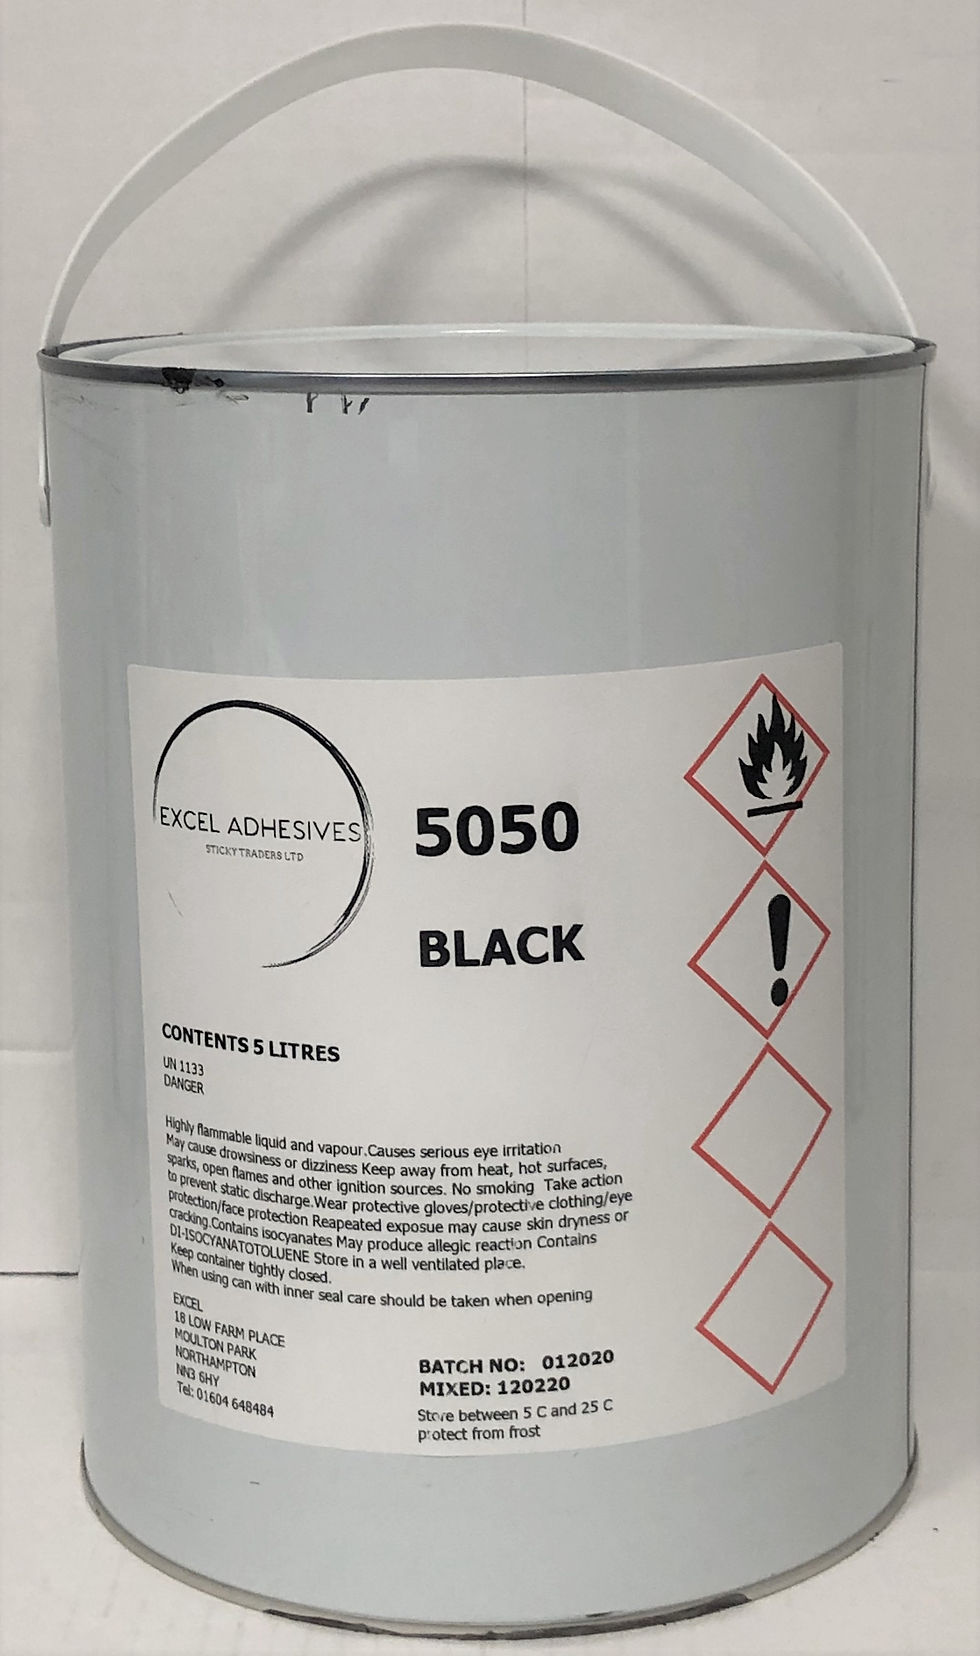 EXCEL ADHESIVES
STICKY TRADERS LTD
5050
BLACK
CONTENTS 5 LITRES
UN 1133
DANGER
Highly flammable liquid and vapour.Causes serious eye irritation
May cause drowsiness or dizziness Keep away from heat, hot surfaces,
sparks, open flames and other ignition sources. No smoking Take action
to prevent static discharge.Wear protective gloves/protective clothing/eye
protection/face protection Reapeated exposue may cause skin dryness or
cracking.Contains isocyanates May produce allegic reaction Contains
DI-ISOCYANATOTOLUENE Store in a well ventilated place.
Keep container tightly closed.
When using can with inner seal care should be taken when opening
EXCEL
18 LOW FARM PLACE
MOULTON PARK
NORTHAMPTON
NN3 6HY
Tel: 01604 648484
BATCH NO: 012020
MIXED: 120220
Store between 5 C and 25 C
protect from frost